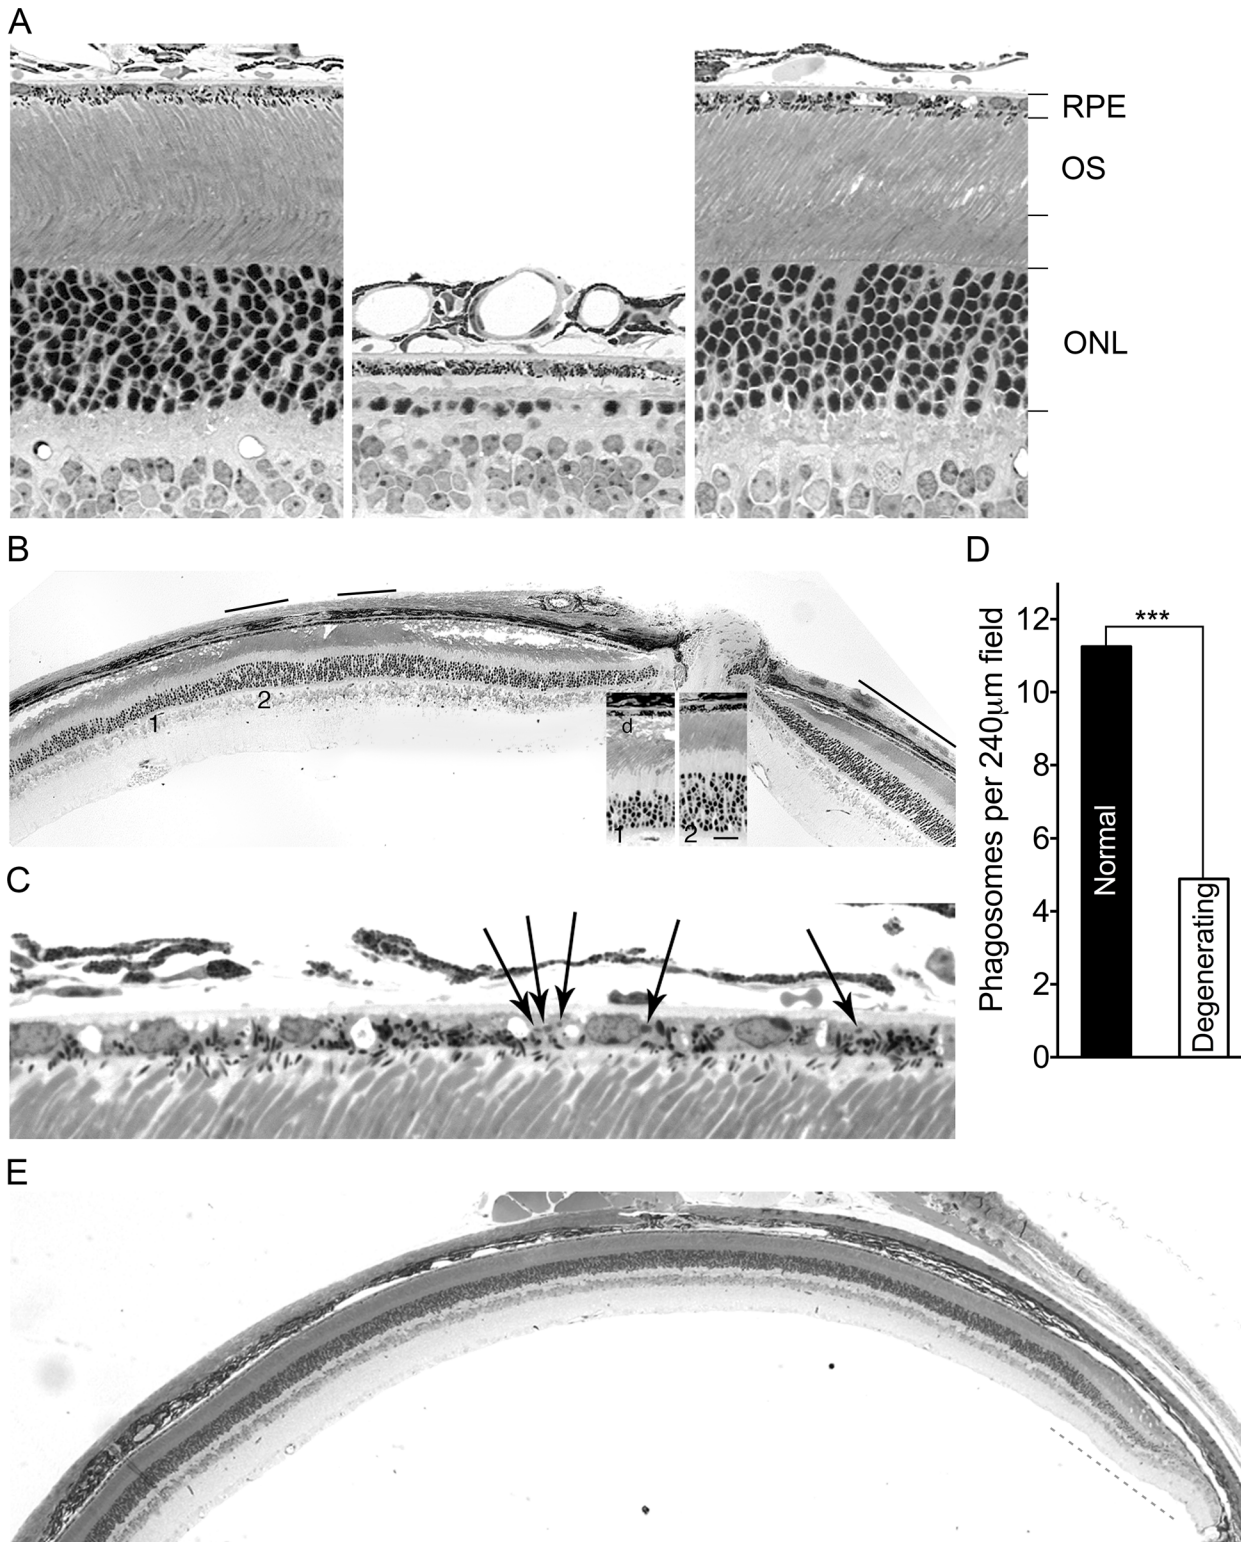 A
RPE
OS
ONL
B
1
2
d
1
2
C
D
Phagosomes per 240µm field
12
10
8
6
4
2
0
***
Normal
Degenerating
E